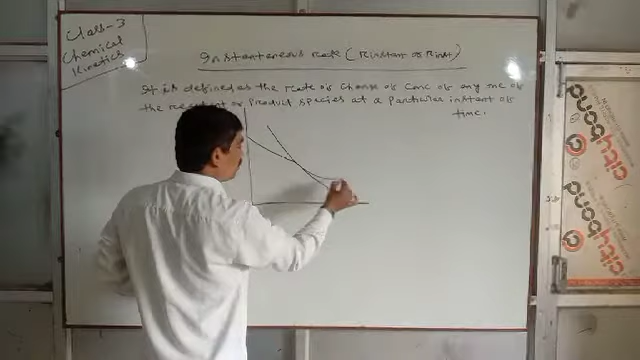 Class-3
Chemical
Kinetics
Instantaneous rate (Rinstant or Rinst)
It is defined as the rate of change of conc of any one of
the reactant or product species at a particular instant of
time.
citybond
citybond